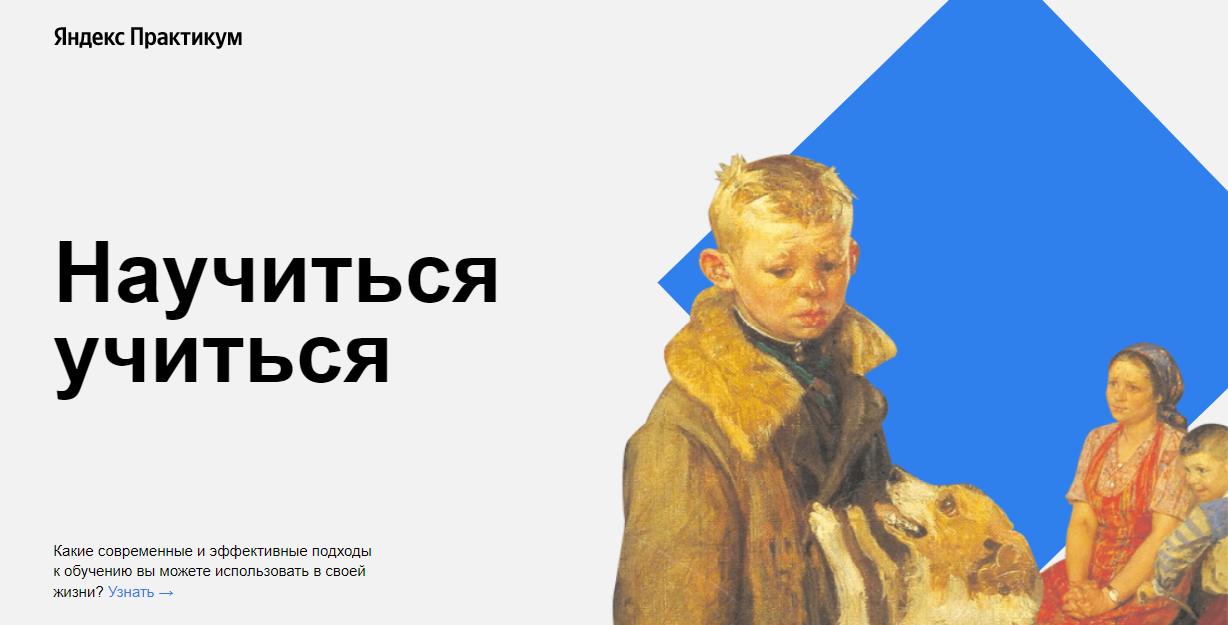 Яндекс Практикум
Научиться
учиться
Какие современные и эффективные подходы
к обучению вы можете использовать в своей
жизни? Узнать →